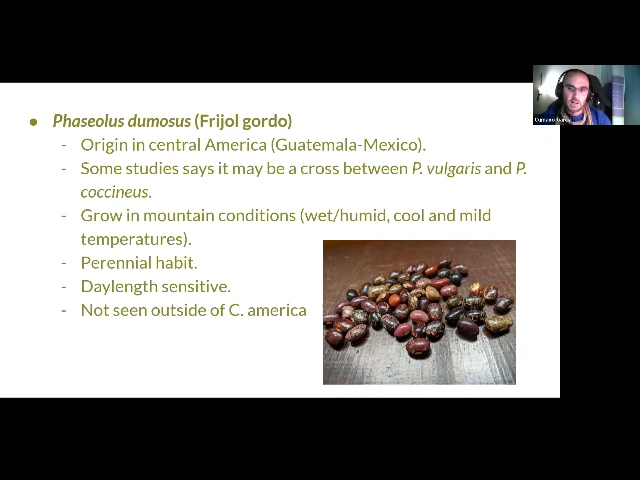 ● Phaseolus dumosus (Frijol gordo)
- Origin in central America (Guatemala-Mexico).
- Some studies says it may be a cross between P. vulgaris and P.
coccineus.
- Grow in mountain conditions (wet/humid, cool and mild
temperatures).
- Perennial habit.
- Daylength sensitive.
- Not seen outside of C. america